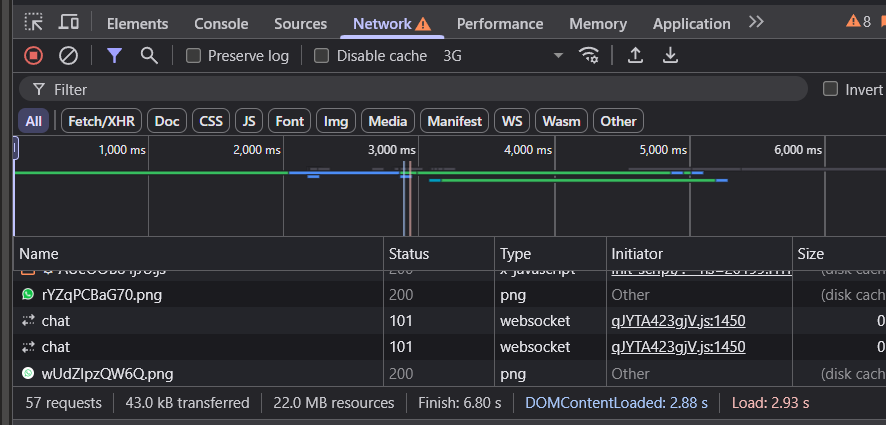 Elements Console Sources Network Performance Memory Application 8
Preserve log Disable cache 3G
Filter Invert
All Fetch/XHR Doc CSS JS Font Img Media Manifest WS Wasm Other
1,000 ms 2,000 ms 3,000 ms 4,000 ms 5,000 ms 6,000 ms
Name Status Type Initiator Size
200 x-javascript (disk cac
rYZqPCBaG70.png 200 png Other (disk cac
chat 101 websocket qJYTA423gjV.js:1450 0
chat 101 websocket qJYTA423gjV.js:1450 0
wUdZIpzQW6Q.png 200 png Other (disk cac
57 requests 43.0 kB transferred 22.0 MB resources Finish: 6.80 s DOMContentLoaded: 2.88 s Load: 2.93 s